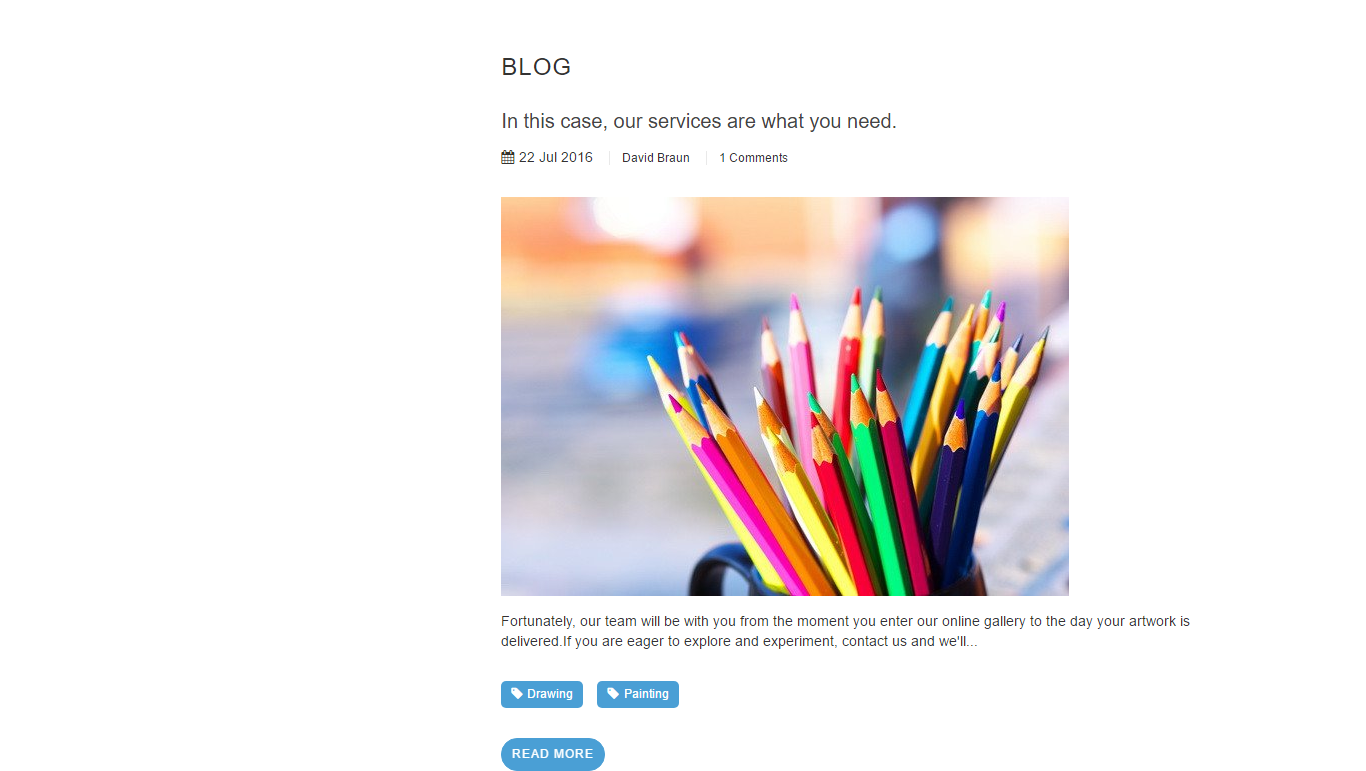 BLOG
In this case, our services are what you need.
22 Jul 2016 David Braun 1 Comments
Fortunately, our team will be with you from the moment you enter our online gallery to the day your artwork is
delivered.If you are eager to explore and experiment, contact us and we'll...
Drawing Painting
READ MORE